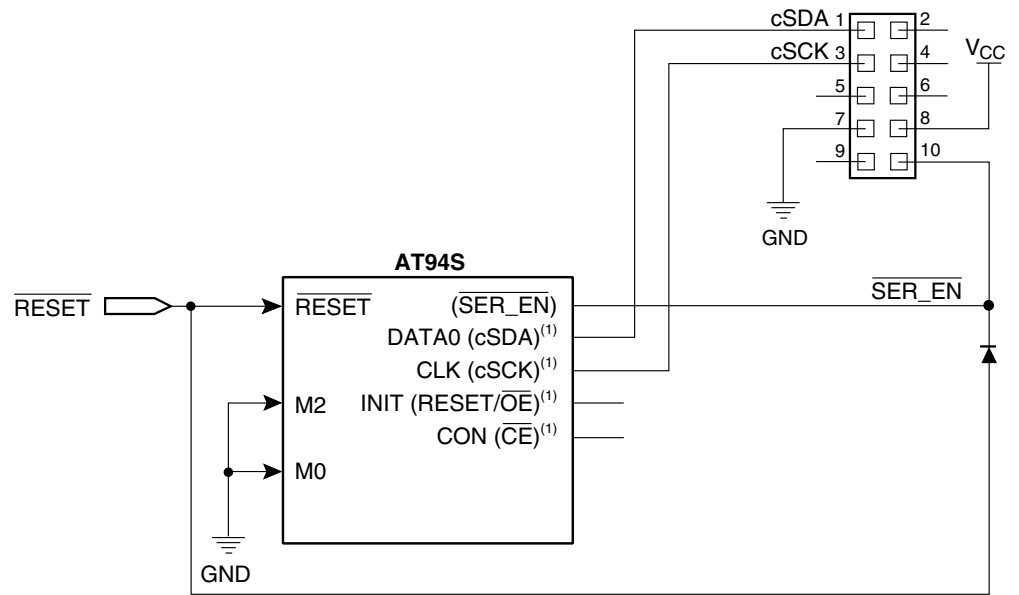 cSDA 1 2
cSCK 3 4
VCC
5 6
7 8
9 10
GND
AT94S
RESET
RESET
(SER_EN)
SER_EN
DATA0 (cSDA)(1)
CLK (cSCK)(1)
M2
INIT (RESET/OE)(1)
CON (CE)(1)
M0
GND